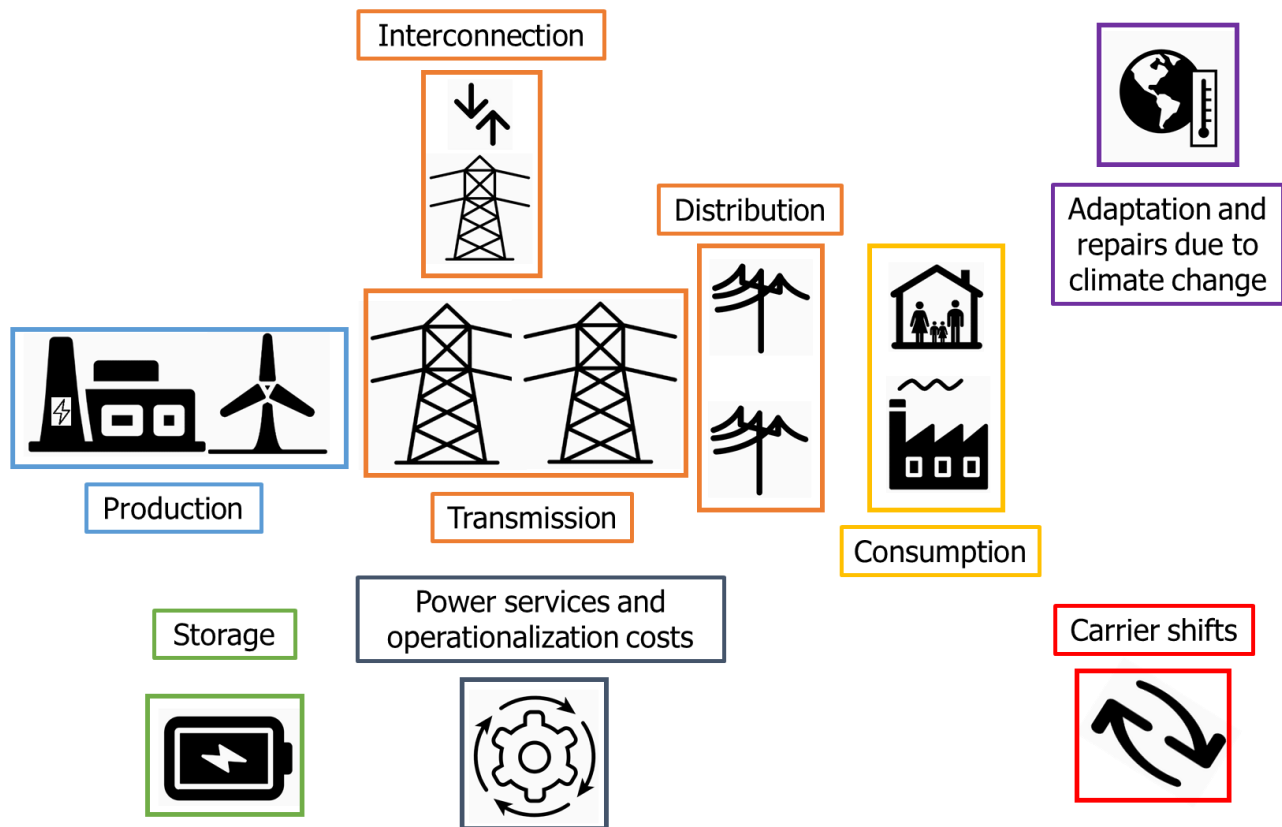 Interconnection
Distribution
Adaptation and
repairs due to
climate change
Production
Transmission
Consumption
Storage
Power services and
operationalization costs
Carrier shifts